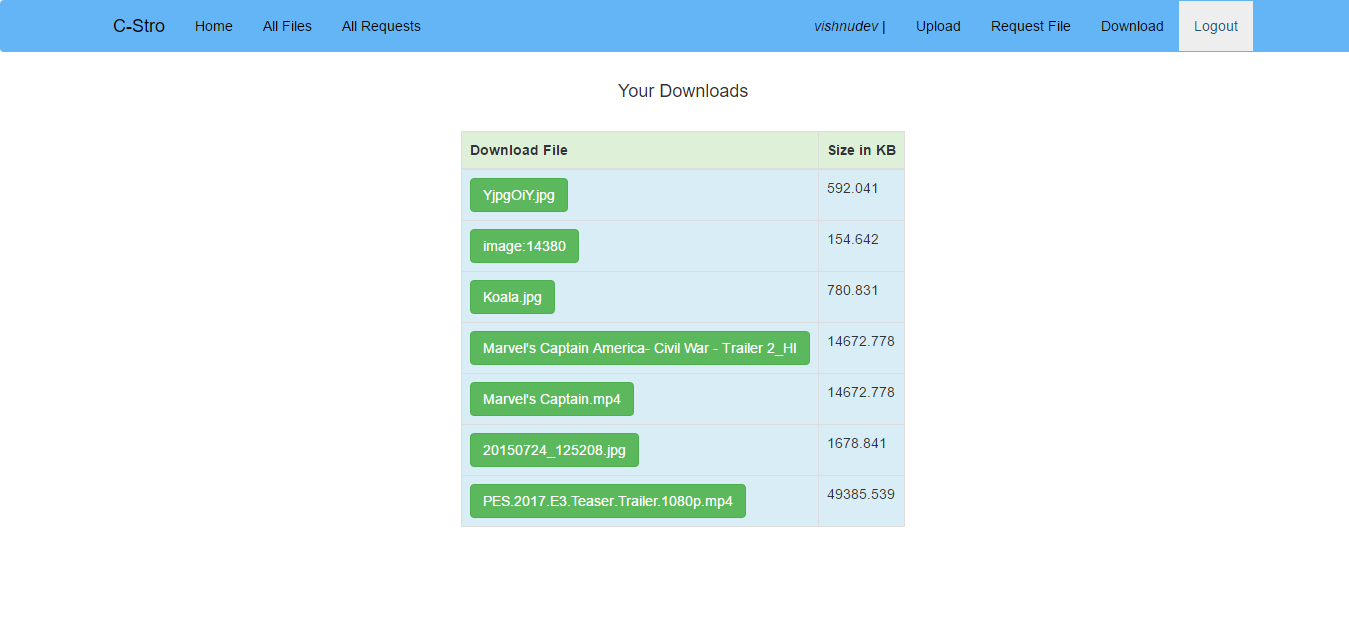 C-Stro Home All Files All Requests vishnudev | Upload Request File Download Logout
Your Downloads
Download File Size in KB
YjpgOiY.jpg 592.041
image:14380 154.642
Koala.jpg 780.831
Marvel's Captain America- Civil War - Trailer 2_HI 14672.778
Marvel's Captain.mp4 14672.778
20150724_125208.jpg 1678.841
PES.2017.E3.Teaser.Trailer.1080p.mp4 49385.539